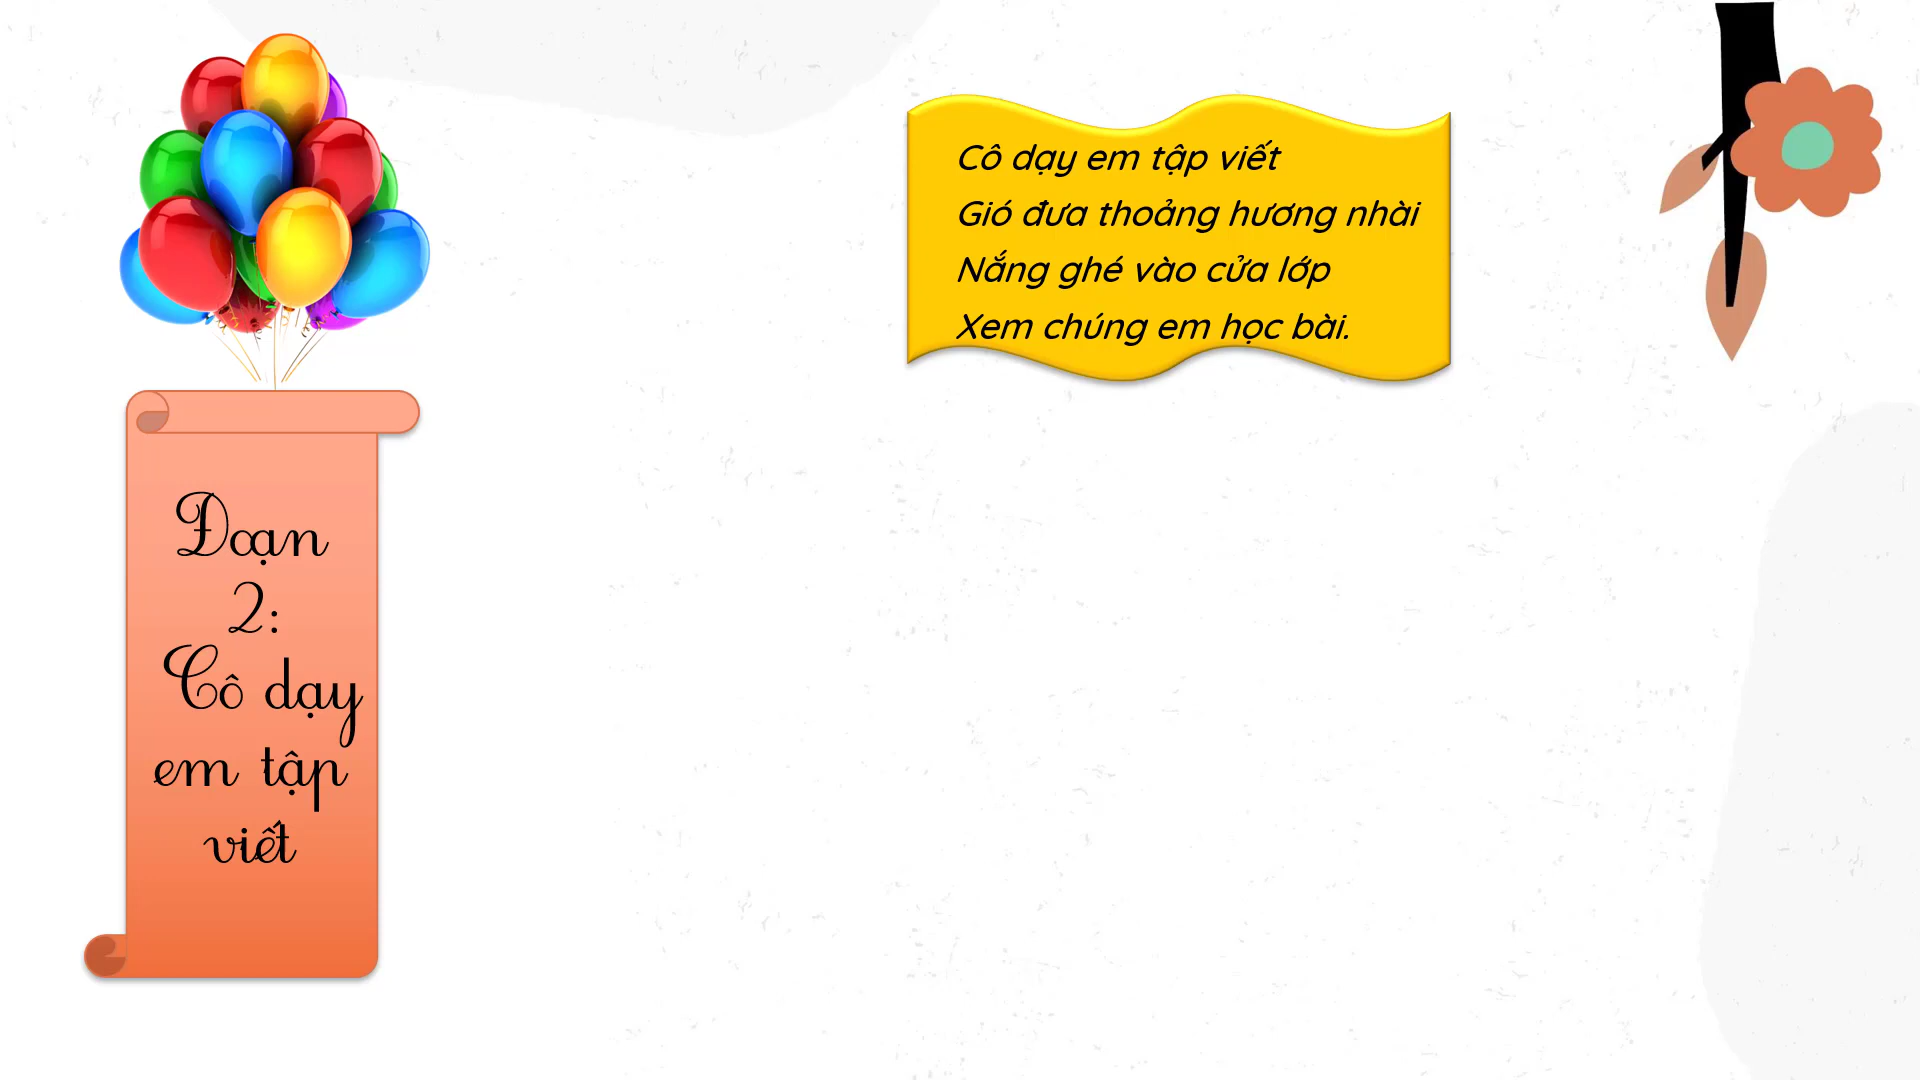 Cô dạy em tập viết
Gió đưa thoảng hương nhài
Nắng ghé vào cửa lớp
Xem chúng em học bài.
Đoạn
2:
Cô dạy
em tập
viết